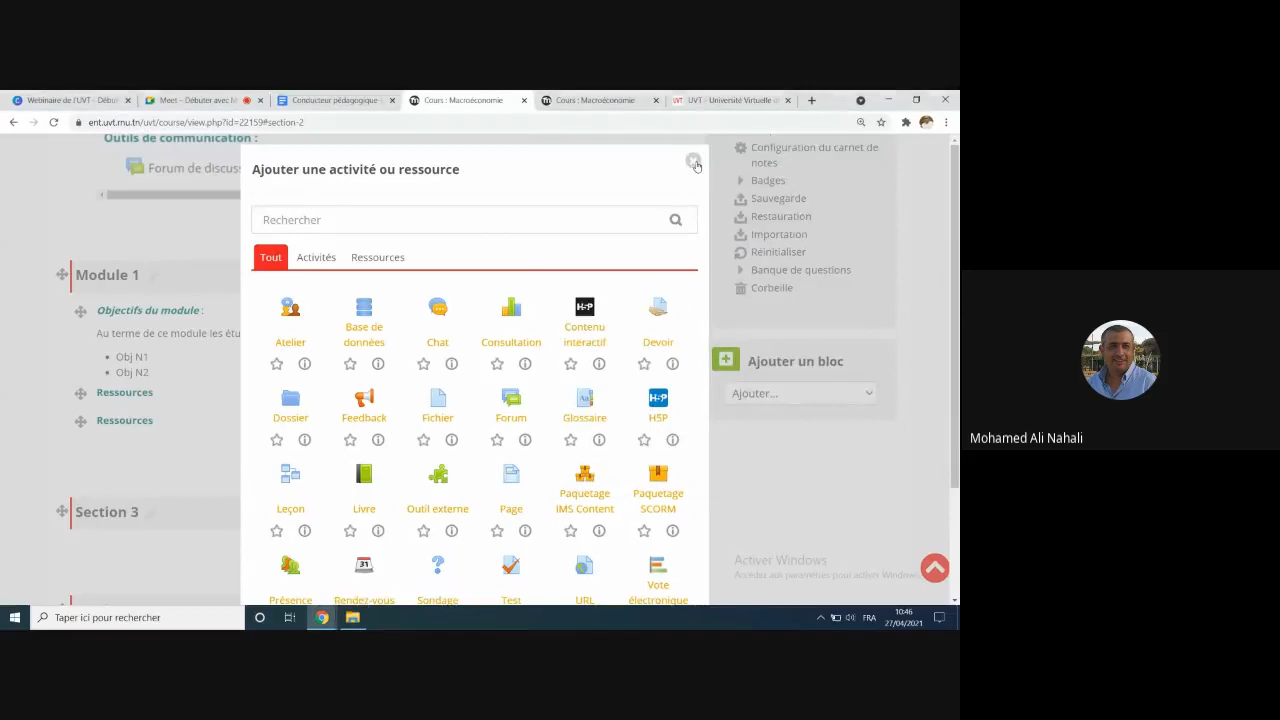 Webinaire de l'UVT - Débu
Meet – Débuter avec M
Conducteur pédagogique-
Cours : Macroéconomie
Cours : Macroéconomie
UVT - Université Virtuelle d
ent.uvt.rnu.tn/uvt/course/view.php?id=22159#section-2
Outils de communication :
Forum de discuss
Module 1
Objectifs du module :
Au terme de ce module les étu
Obj N1
Obj N2
Ressources
Ressources
Section 3
Ajouter une activité ou ressource
Rechercher
Tout Activités Ressources
Atelier
Base de données
Chat
Consultation
Contenu interactif
Devoir
Dossier
Feedback
Fichier
Forum
Glossaire
H5P
Leçon
Livre
Outil externe
Page
Paquetage IMS Content
Paquetage SCORM
Présence
31
Rendez-vous
Sondage
Test
URL
Vote électronique
Configuration du carnet de
notes
Badges
Sauvegarde
Restauration
Importation
Réinitialiser
Banque de questions
Corbeille
Ajouter un bloc
Ajouter...
Activer Windows
Accédez aux paramètres pour activer Windows
Taper ici pour rechercher
FRA
10:46
27/04/2021
Mohamed Ali Nahali